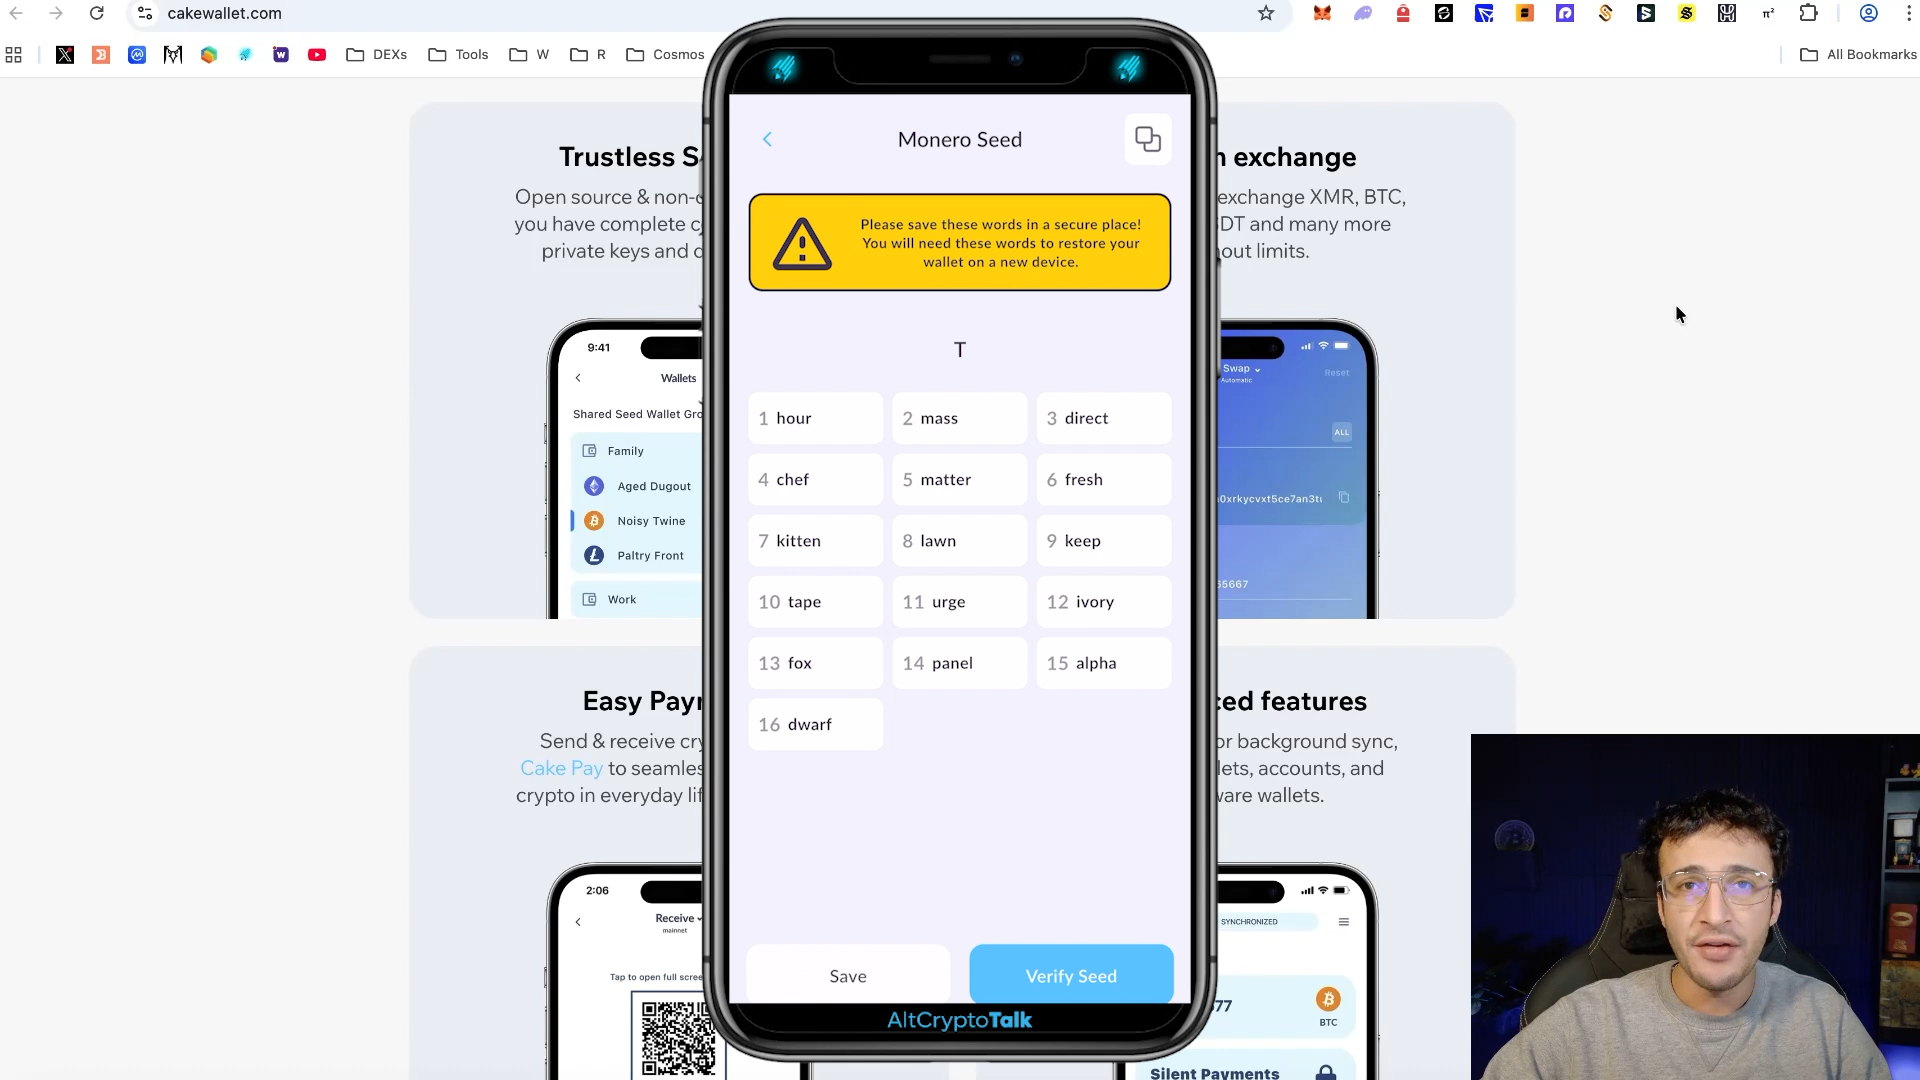 cakewallet.com
DEXs
Tools
W
R
Cosmos
All Bookmarks
Trustless S
Open source & non-
you have complete c
private keys and
9:41
Wallets
Shared Seed Wallet Gro
Family
Aged Dugout
Noisy Twine
Paltry Front
Work
exchange
exchange XMR, BTC,
DT and many more
out limits.
Swap
Automatic
Reset
ALL
0xrkycvxt5ce7an3tu
65667
Monero Seed
Please save these words in a secure place!
You will need these words to restore your
wallet on a new device.
T
1 hour
2 mass
3 direct
4 chef
5 matter
6 fresh
7 kitten
8 lawn
9 keep
10 tape
11 urge
12 ivory
13 fox
14 panel
15 alpha
16 dwarf
Save
Verify Seed
AltCryptoTalk
Easy Payr
Send & receive cry
Cake Pay to seamles
crypto in everyday lif
2:06
Receive
mainnet
Tap to open full scree
ced features
or background sync,
lets, accounts, and
ware wallets.
SYNCHRONIZED
77
BTC
Silent Payments